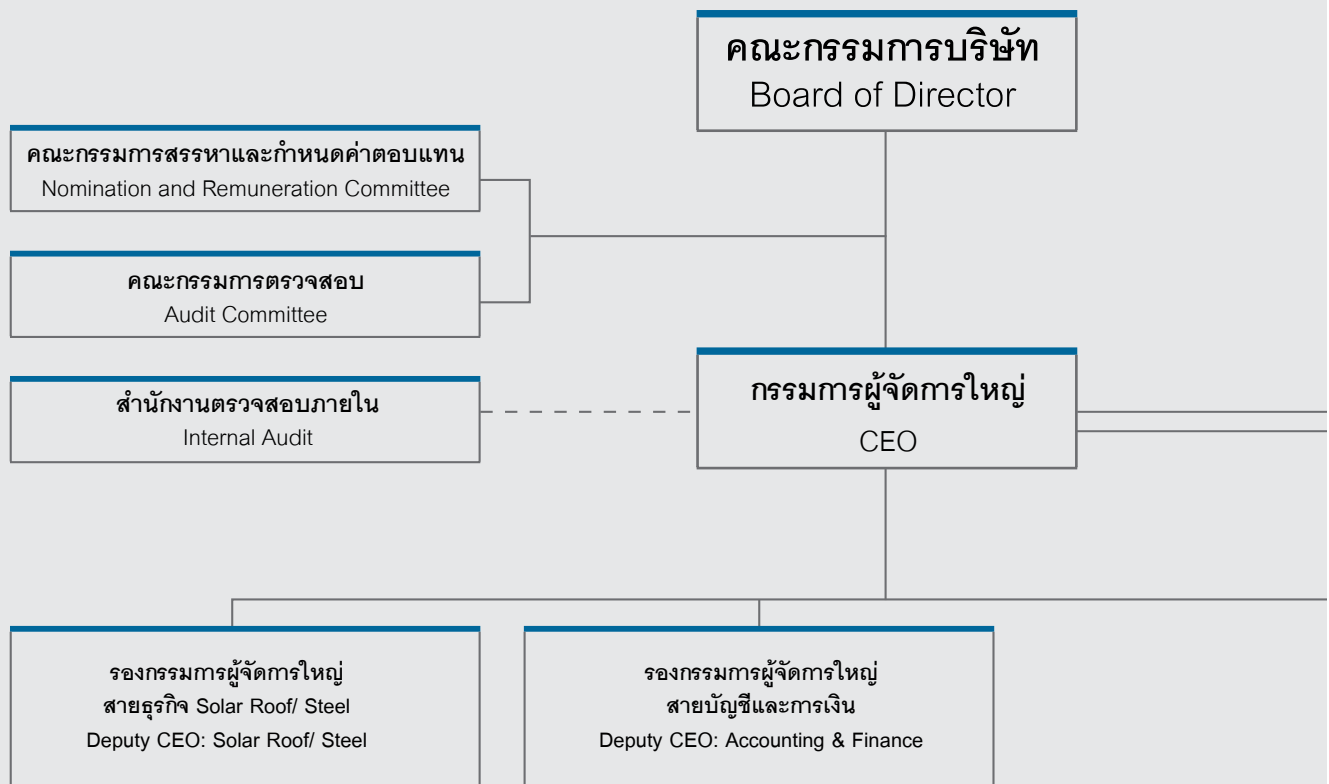 คณะกรรมการบริษัท
Board of Director
คณะกรรมการสรรหาและกำหนดค่าตอบแทน
Nomination and Remuneration Committee
คณะกรรมการตรวจสอบ
Audit Committee
สำนักงานตรวจสอบภายใน
Internal Audit
กรรมการผู้จัดการใหญ่
CEO
รองกรรมการผู้จัดการใหญ่
สายธุรกิจ Solar Roof/ Steel
Deputy CEO: Solar Roof/ Steel
รองกรรมการผู้จัดการใหญ่
สายบัญชีและการเงิน
Deputy CEO: Accounting & Finance